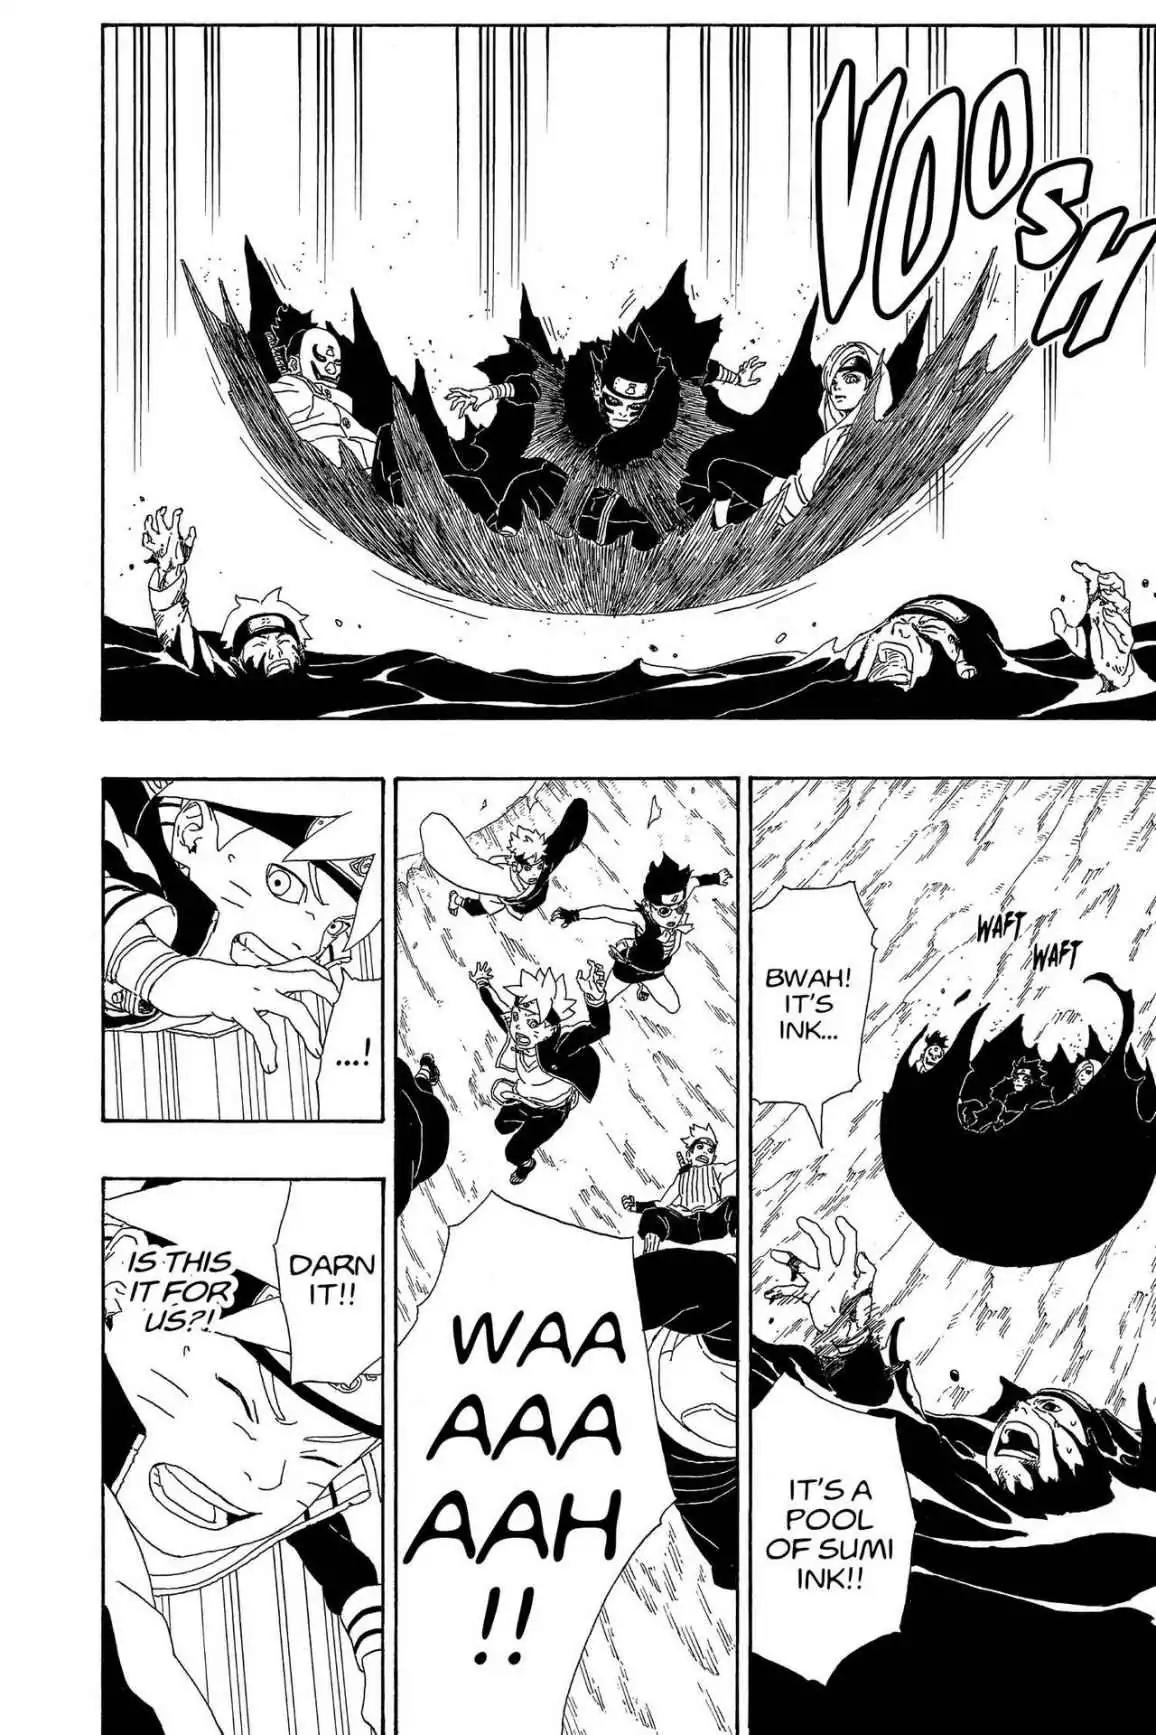 VOOSH
WAFT
WAFT
BWAH!
IT'S
INK...
IT'S A
POOL
OF SUMI
INK!!
WAA
AAA
AAH
!!
...!
DARN
IT!!
IS THIS
IT FOR
US?!